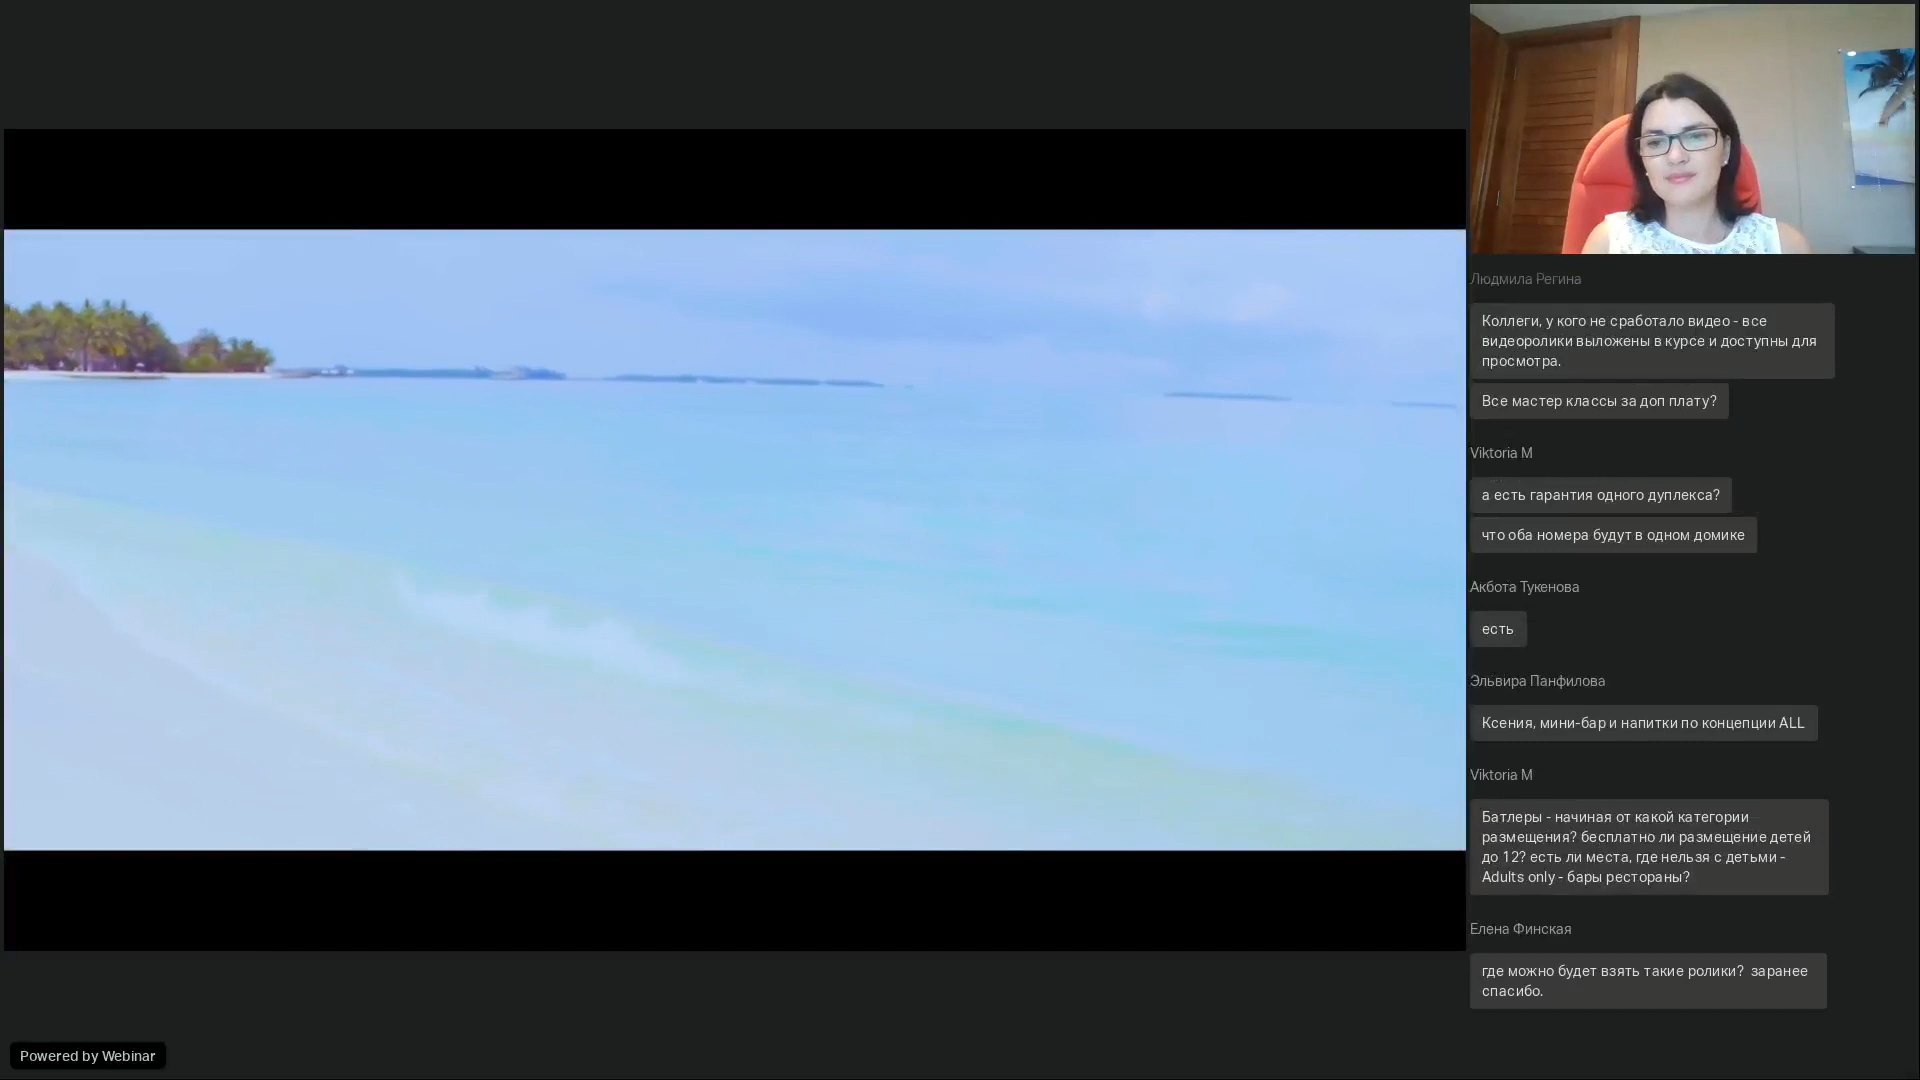 Людмила Регина
Коллеги, у кого не сработало видео - все
видеоролики выложены в курсе и доступны для
просмотра.
Все мастер классы за доп плату?
Viktoria M
а есть гарантия одного дуплекса?
что оба номера будут в одном домике
Акбота Тукенова
есть
Эльвира Панфилова
Ксения, мини-бар и напитки по концепции ALL
Viktoria M
Батлеры - начиная от какой категории
размещения? бесплатно ли размещение детей
до 12? есть ли места, где нельзя с детьми -
Adults only - бары рестораны?
Елена Финская
где можно будет взять такие ролики?  заранее
спасибо.
Powered by Webinar